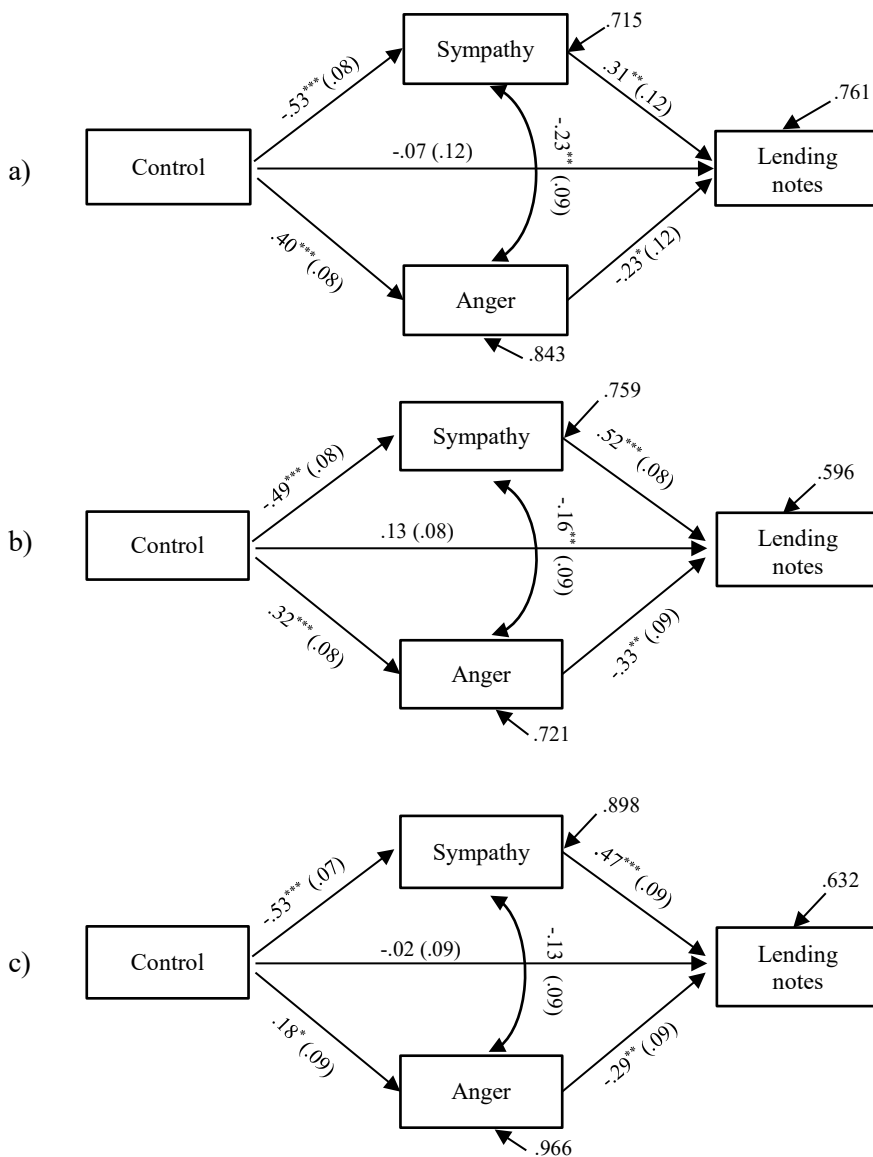 a)
Control
Sympathy
Anger
Lending
notes
.715
.761
.843
-.53*** (.08)
.40***(.08)
-.07 (.12)
-.23** (.09)
.31** (.12)
-.23* (.12)
b)
Control
Sympathy
Anger
Lending
notes
.759
.596
.721
-.49*** (.08)
.32***(.08)
.13 (.08)
-.16** (.09)
.52*** (.08)
-.33** (.09)
c)
Control
Sympathy
Anger
Lending
notes
.898
.632
.966
-.53*** (.07)
.18* (.09)
-.02 (.09)
-.13 (.09)
.47*** (.09)
-.29** (.09)